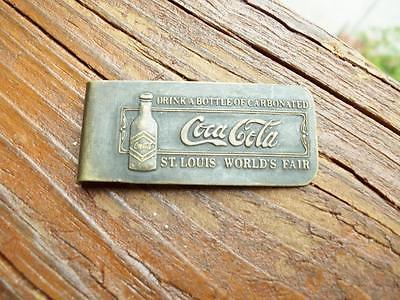 DRINK A BOTTLE OF CARBONATED
Coca-Cola
ST. LOUIS WORLD'S FAIR